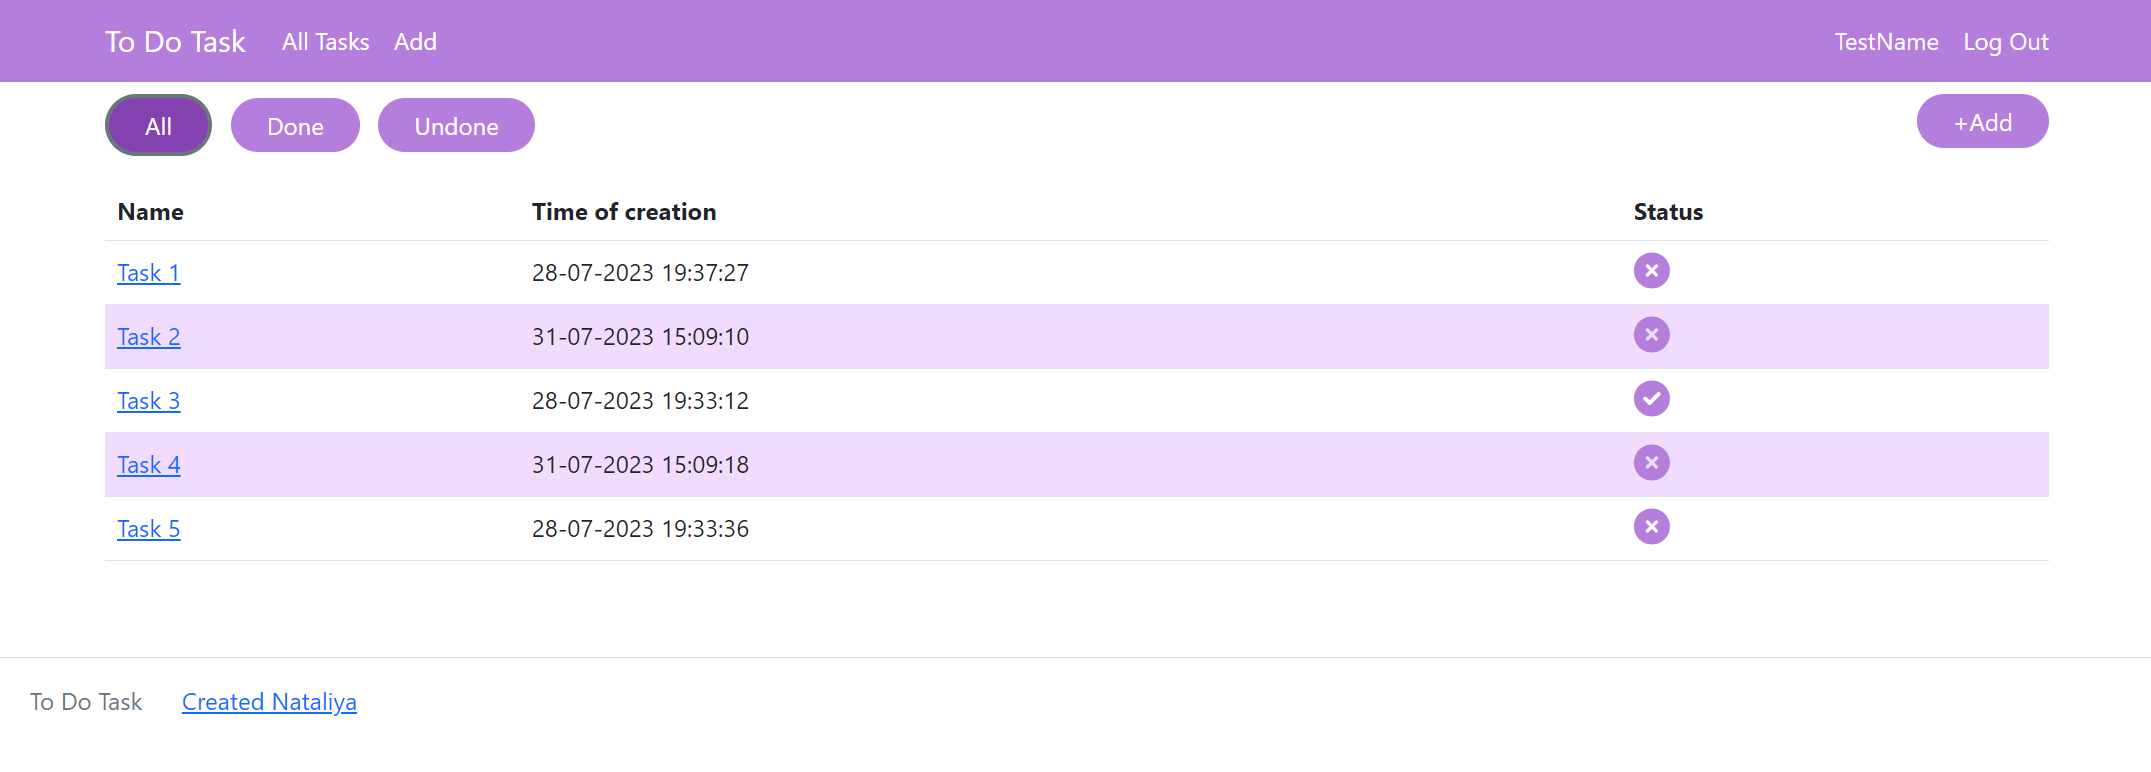 To Do Task All Tasks Add TestName Log Out
All Done Undone +Add
Name Time of creation Status
Task 1 28-07-2023 19:37:27
Task 2 31-07-2023 15:09:10
Task 3 28-07-2023 19:33:12
Task 4 31-07-2023 15:09:18
Task 5 28-07-2023 19:33:36
To Do Task Created Nataliya